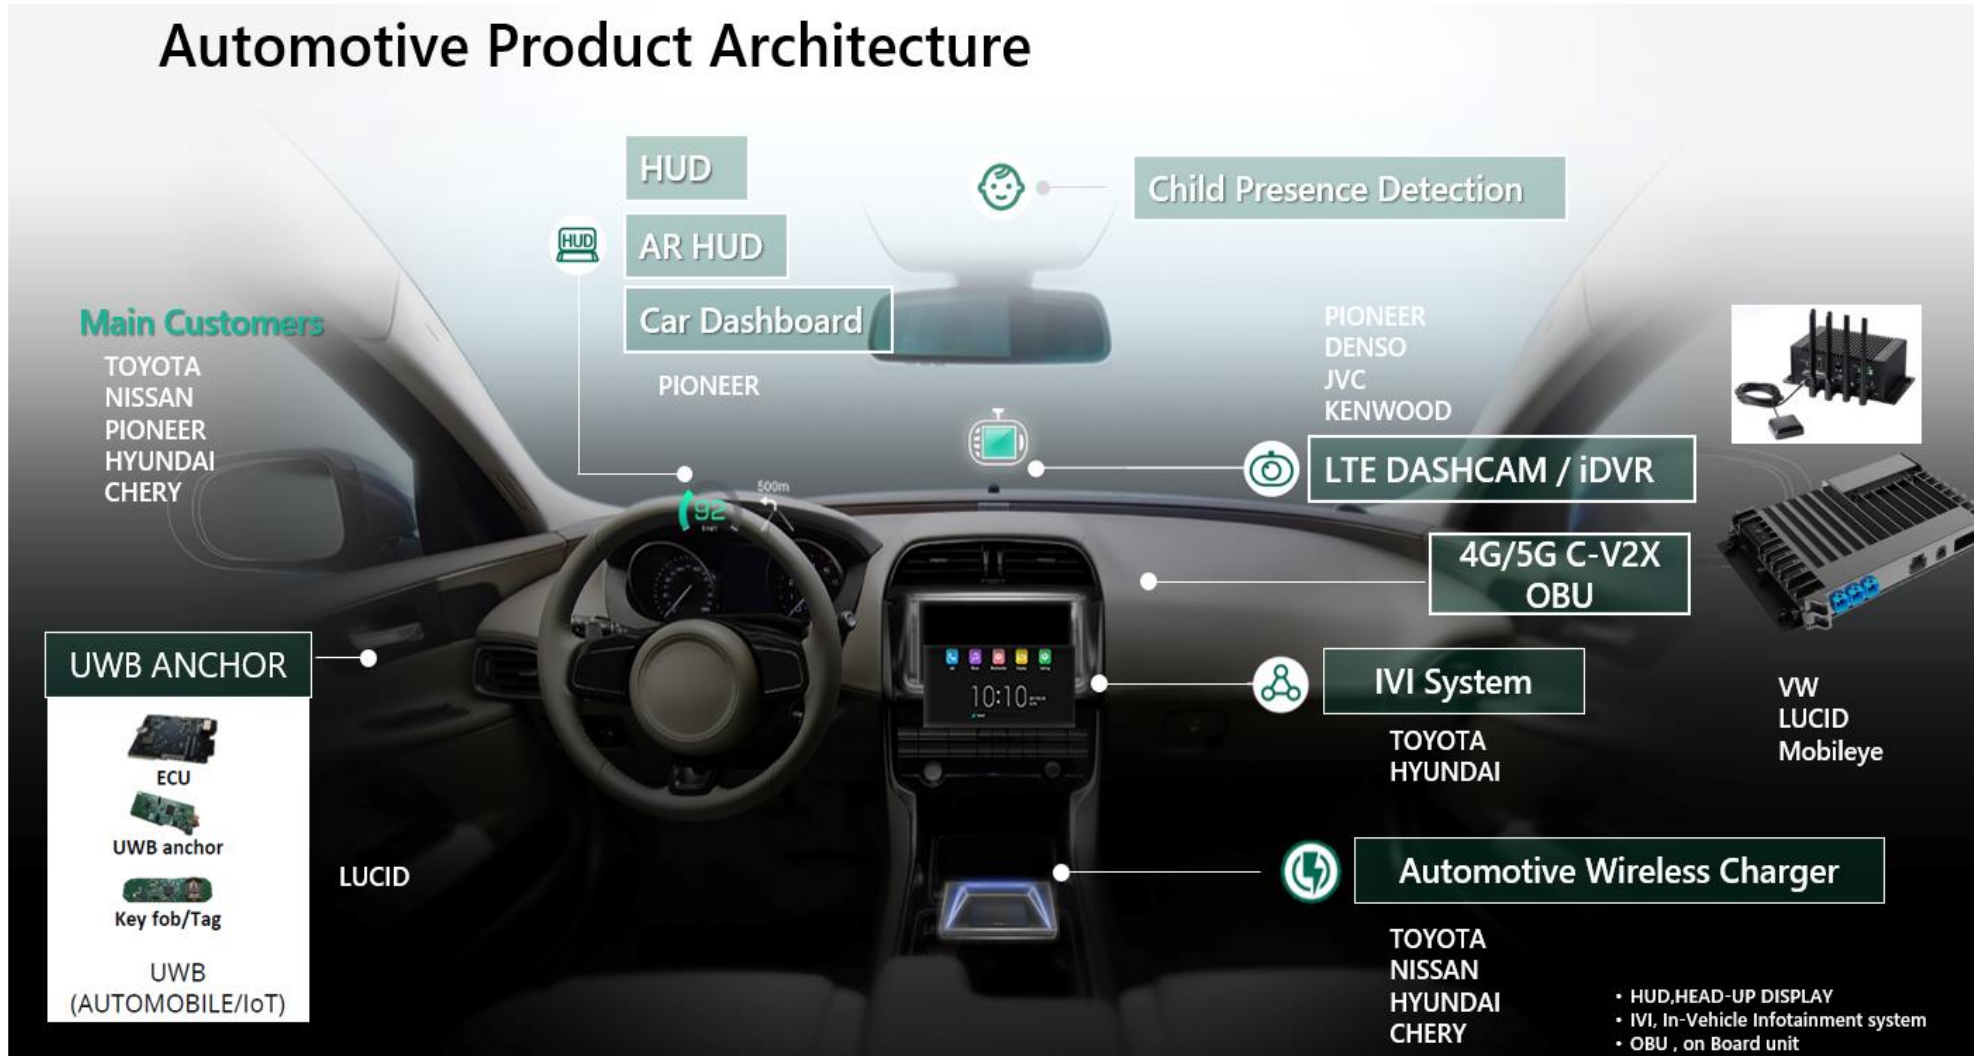 Automotive Product Architecture
HUD
HUD
AR HUD
Car Dashboard
PIONEER
Child Presence Detection
Main Customers
TOYOTA
NISSAN
PIONEER
HYUNDAI
CHERY
PIONEER
DENSO
JVC
KENWOOD
LTE DASHCAM / iDVR
500m
92
4G/5G C-V2X
OBU
UWB ANCHOR
ECU
UWB anchor
Key fob/Tag
UWB
(AUTOMOBILE/IoT)
LUCID
10:10
IVI System
TOYOTA
HYUNDAI
VW
LUCID
Mobileye
Automotive Wireless Charger
TOYOTA
NISSAN
HYUNDAI
CHERY
• HUD,HEAD-UP DISPLAY
• IVI, In-Vehicle Infotainment system
• OBU , on Board unit